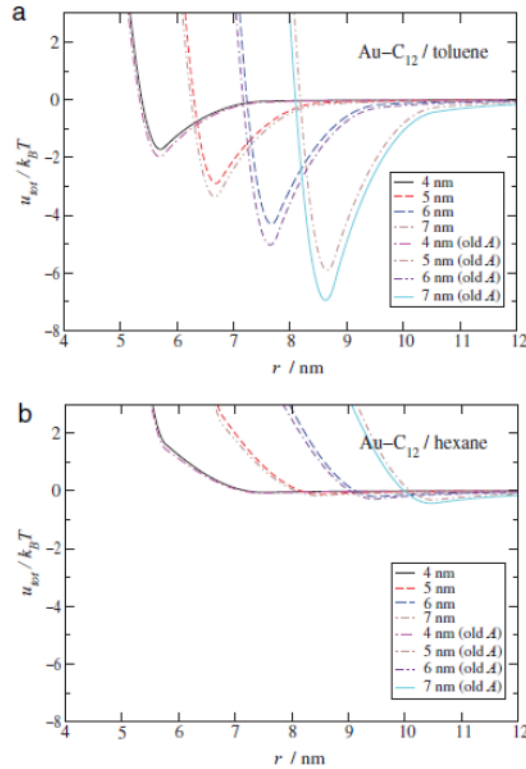 a
Au–C12 / toluene
2
0
−2
−4
−6
−8
u_tot / k_BT
4 nm
5 nm
6 nm
7 nm
4 nm (old A)
5 nm (old A)
6 nm (old A)
7 nm (old A)
4 5 6 7 8 9 10 11 12
r / nm
b
Au–C12 / hexane
2
0
−2
−4
−6
−8
u_tot / k_BT
4 nm
5 nm
6 nm
7 nm
4 nm (old A)
5 nm (old A)
6 nm (old A)
7 nm (old A)
4 5 6 7 8 9 10 11 12
r / nm